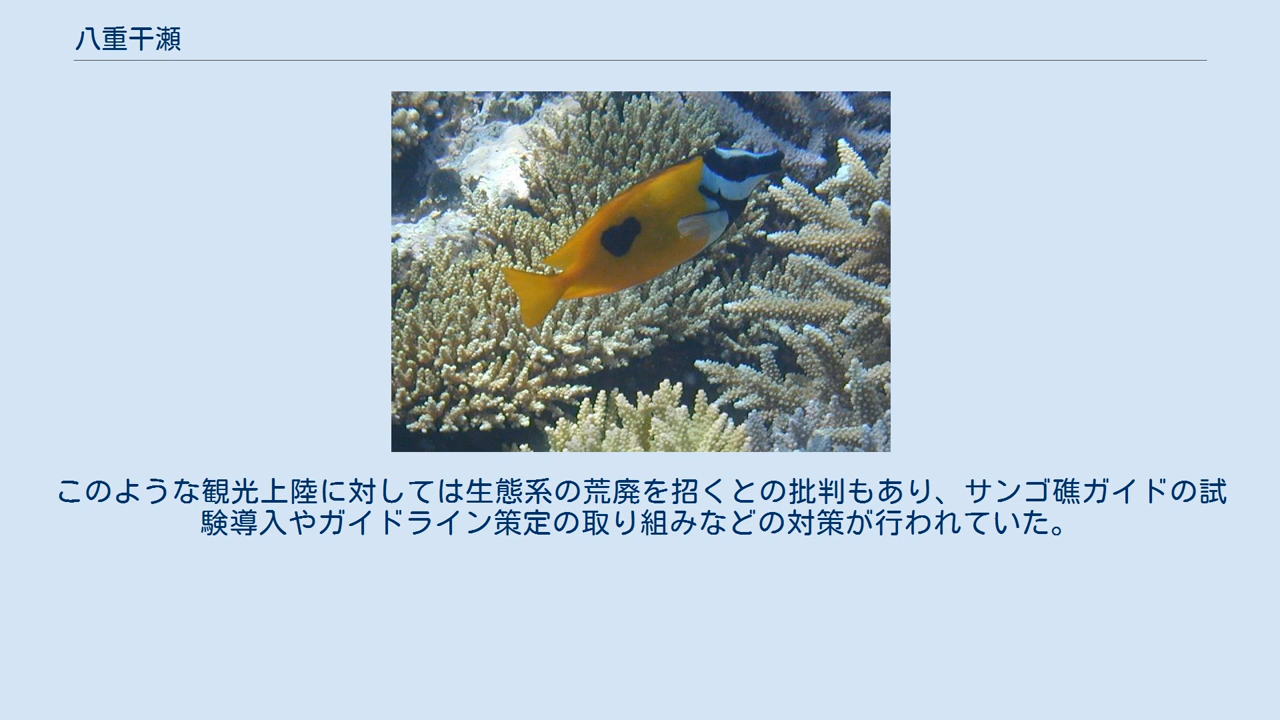 八重干瀬
このような観光上陸に対しては生態系の荒廃を招くとの批判もあり、サンゴ礁ガイドの試
験導入やガイドライン策定の取り組みなどの対策が行われていた。